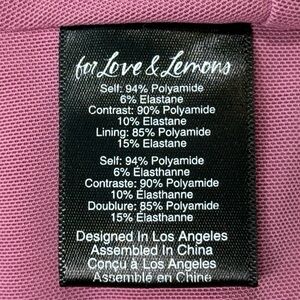 for Love & Lemons
Self: 94% Polyamide
6% Elastane
Contrast: 90% Polyamide
10% Elastane
Lining: 85% Polyamide
15% Elastane
Self: 94% Polyamide
6% Élasthanne
Contraste: 90% Polyamide
10% Élasthanne
Doublure: 85% Polyamide
15% Élasthanne
Designed In Los Angeles
Assembled In China
Conçu à Los Angeles
Assemblé en Chine